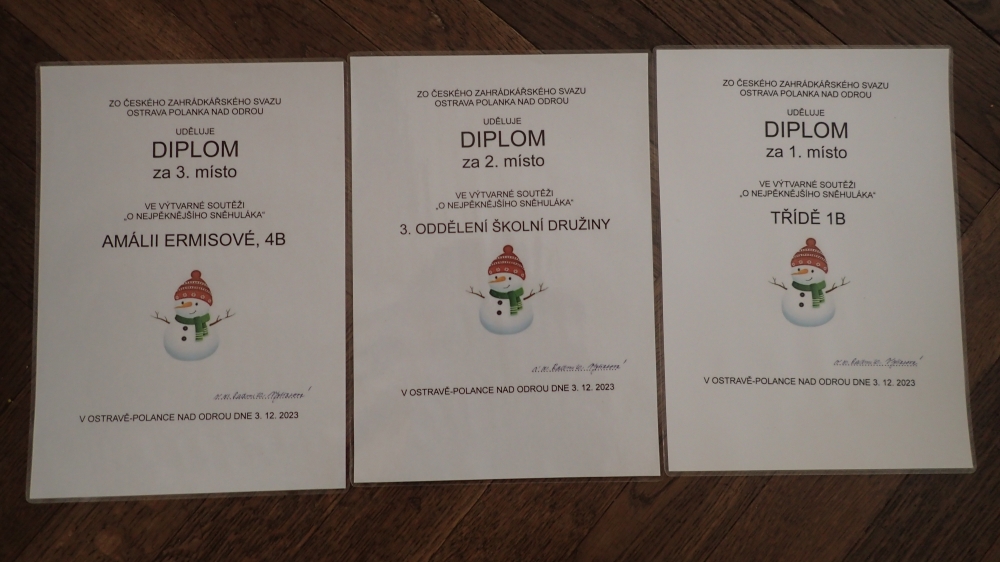 ZO ČESKÉHO ZAHRÁDKÁŘSKÉHO SVAZU
OSTRAVA POLANKA NAD ODROU
UDĚLUJE
DIPLOM
za 3. místo
VE VÝTVARNÉ SOUTĚŽI
„O NEJPĚKNĚJŠÍHO SNĚHULÁKA"
AMÁLII ERMISOVÉ, 4B
V OSTRAVĚ-POLANCE NAD ODROU DNE 3. 12. 2023
ZO ČESKÉHO ZAHRÁDKÁŘSKÉHO SVAZU
OSTRAVA POLANKA NAD ODROU
UDĚLUJE
DIPLOM
za 2. místo
VE VÝTVARNÉ SOUTĚŽI
„O NEJPĚKNĚJŠÍHO SNĚHULÁKA"
3. ODDĚLENÍ ŠKOLNÍ DRUŽINY
V OSTRAVĚ-POLANCE NAD ODROU DNE 3. 12. 2023
ZO ČESKÉHO ZAHRÁDKÁŘSKÉHO SVAZU
OSTRAVA POLANKA NAD ODROU
UDĚLUJE
DIPLOM
za 1. místo
VE VÝTVARNÉ SOUTĚŽI
„O NEJPĚKNĚJŠÍHO SNĚHULÁKA"
TŘÍDĚ 1B
V OSTRAVĚ-POLANCE NAD ODROU DNE 3. 12. 2023